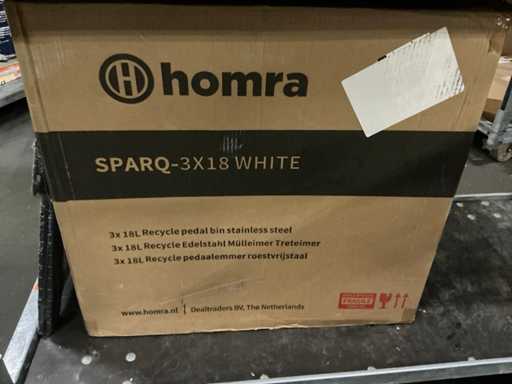 homra
SPARQ-3X18 WHITE
3x 18L Recycle pedal bin stainless steel
3x 18L Recycle Edelstahl Mülleimer Treteimer
3x 18L Recycle pedaalemmer roestvrijstaal
www.homra.nl | Dealtraders BV, The Netherlands
FRAGILE